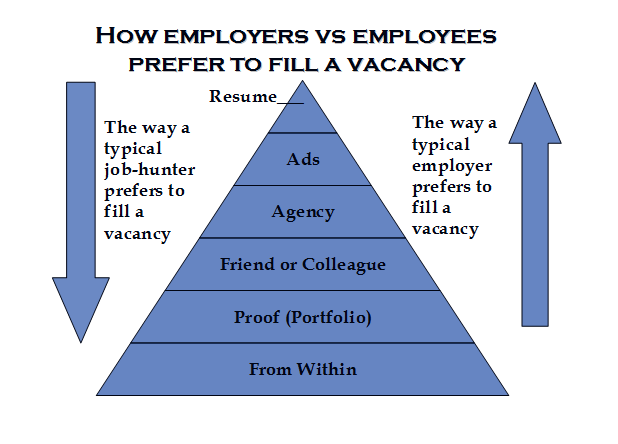 HOW EMPLOYERS VS EMPLOYEES
PREFER TO FILL A VACANCY
Resume___
The way a
typical
job-hunter
prefers to
fill a
vacancy
The way a
typical
employer
prefers to
fill a
vacancy
Ads
Agency
Friend or Colleague
Proof (Portfolio)
From Within